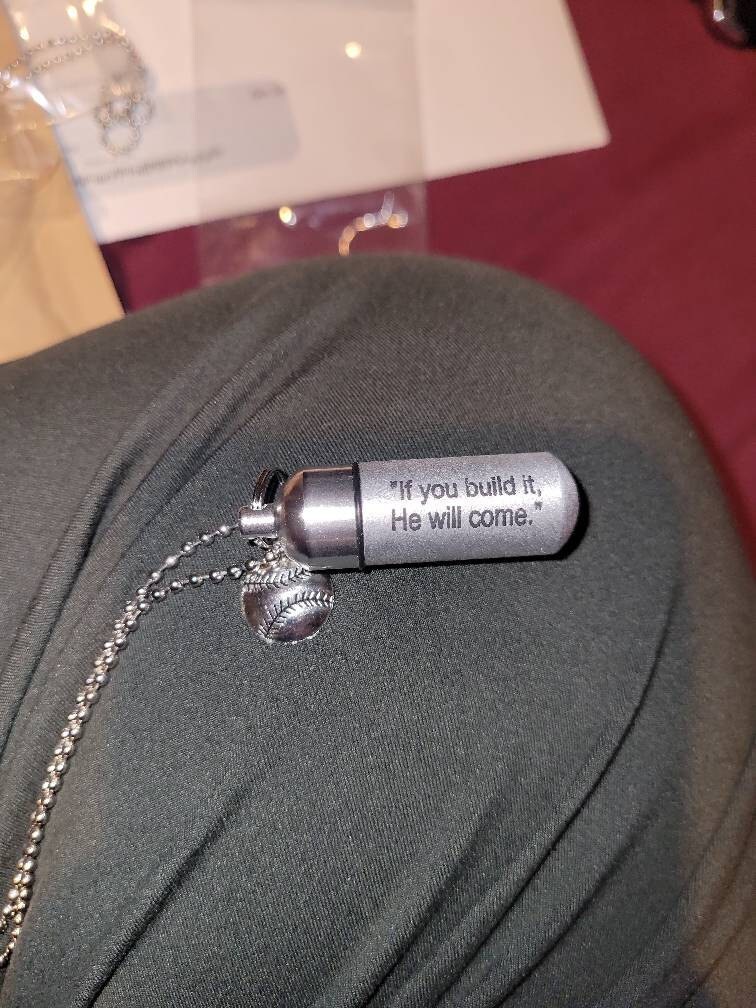 "If you build it,
He will come."